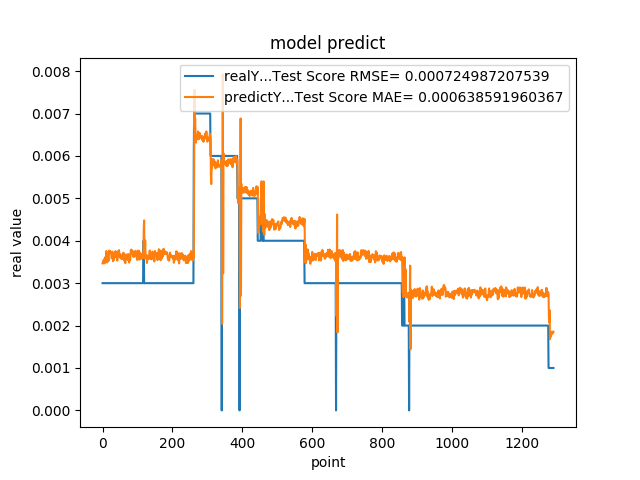 model predict
realY...Test Score RMSE= 0.000724987207539
predictY...Test Score MAE= 0.000638591960367
real value
0.008
0.007
0.006
0.005
0.004
0.003
0.002
0.001
0.000
0 200 400 600 800 1000 1200
point